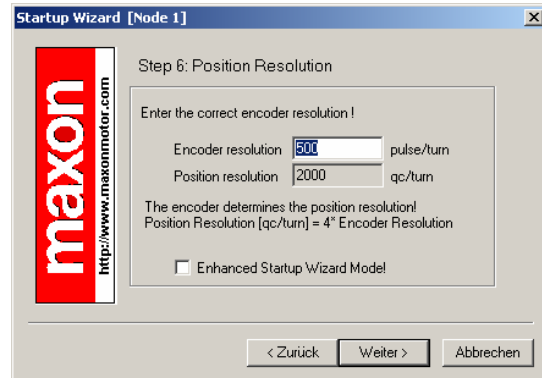 Startup Wizard [Node 1]
maxon
http://www.maxonmotor.com
Step 6: Position Resolution
Enter the correct encoder resolution !
Encoder resolution 500 pulse/turn
Position resolution 2000 qc/turn
The encoder determines the position resolution!
Position Resolution [qc/turn] = 4* Encoder Resolution
Enhanced Startup Wizard Mode!
< Zurück Weiter > Abbrechen